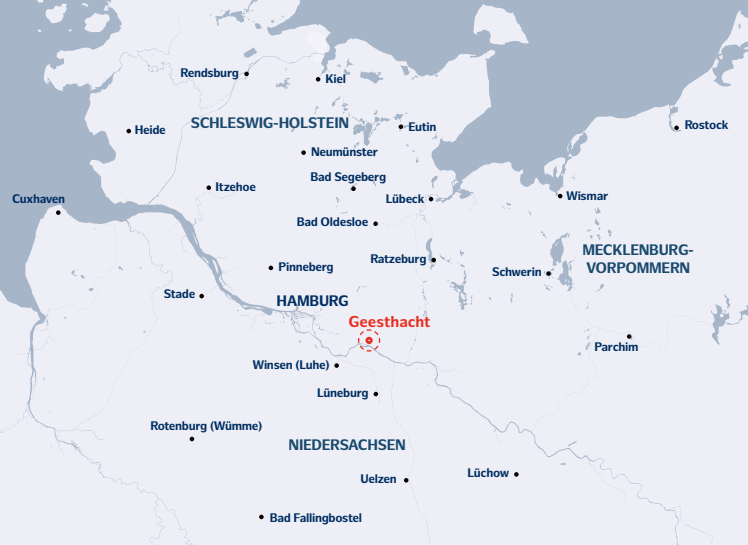 Rendsburg
Kiel
SCHLESWIG-HOLSTEIN
Eutin
Rostock
Heide
Neumünster
Bad Segeberg
Itzehoe
Cuxhaven
Lübeck
Wismar
Bad Oldesloe
MECKLENBURG-
VORPOMMERN
Ratzeburg
Pinneberg
Schwerin
Stade
HAMBURG
Geesthacht
Parchim
Winsen (Luhe)
Lüneburg
Rotenburg (Wümme)
NIEDERSACHSEN
Lüchow
Uelzen
Bad Fallingbostel